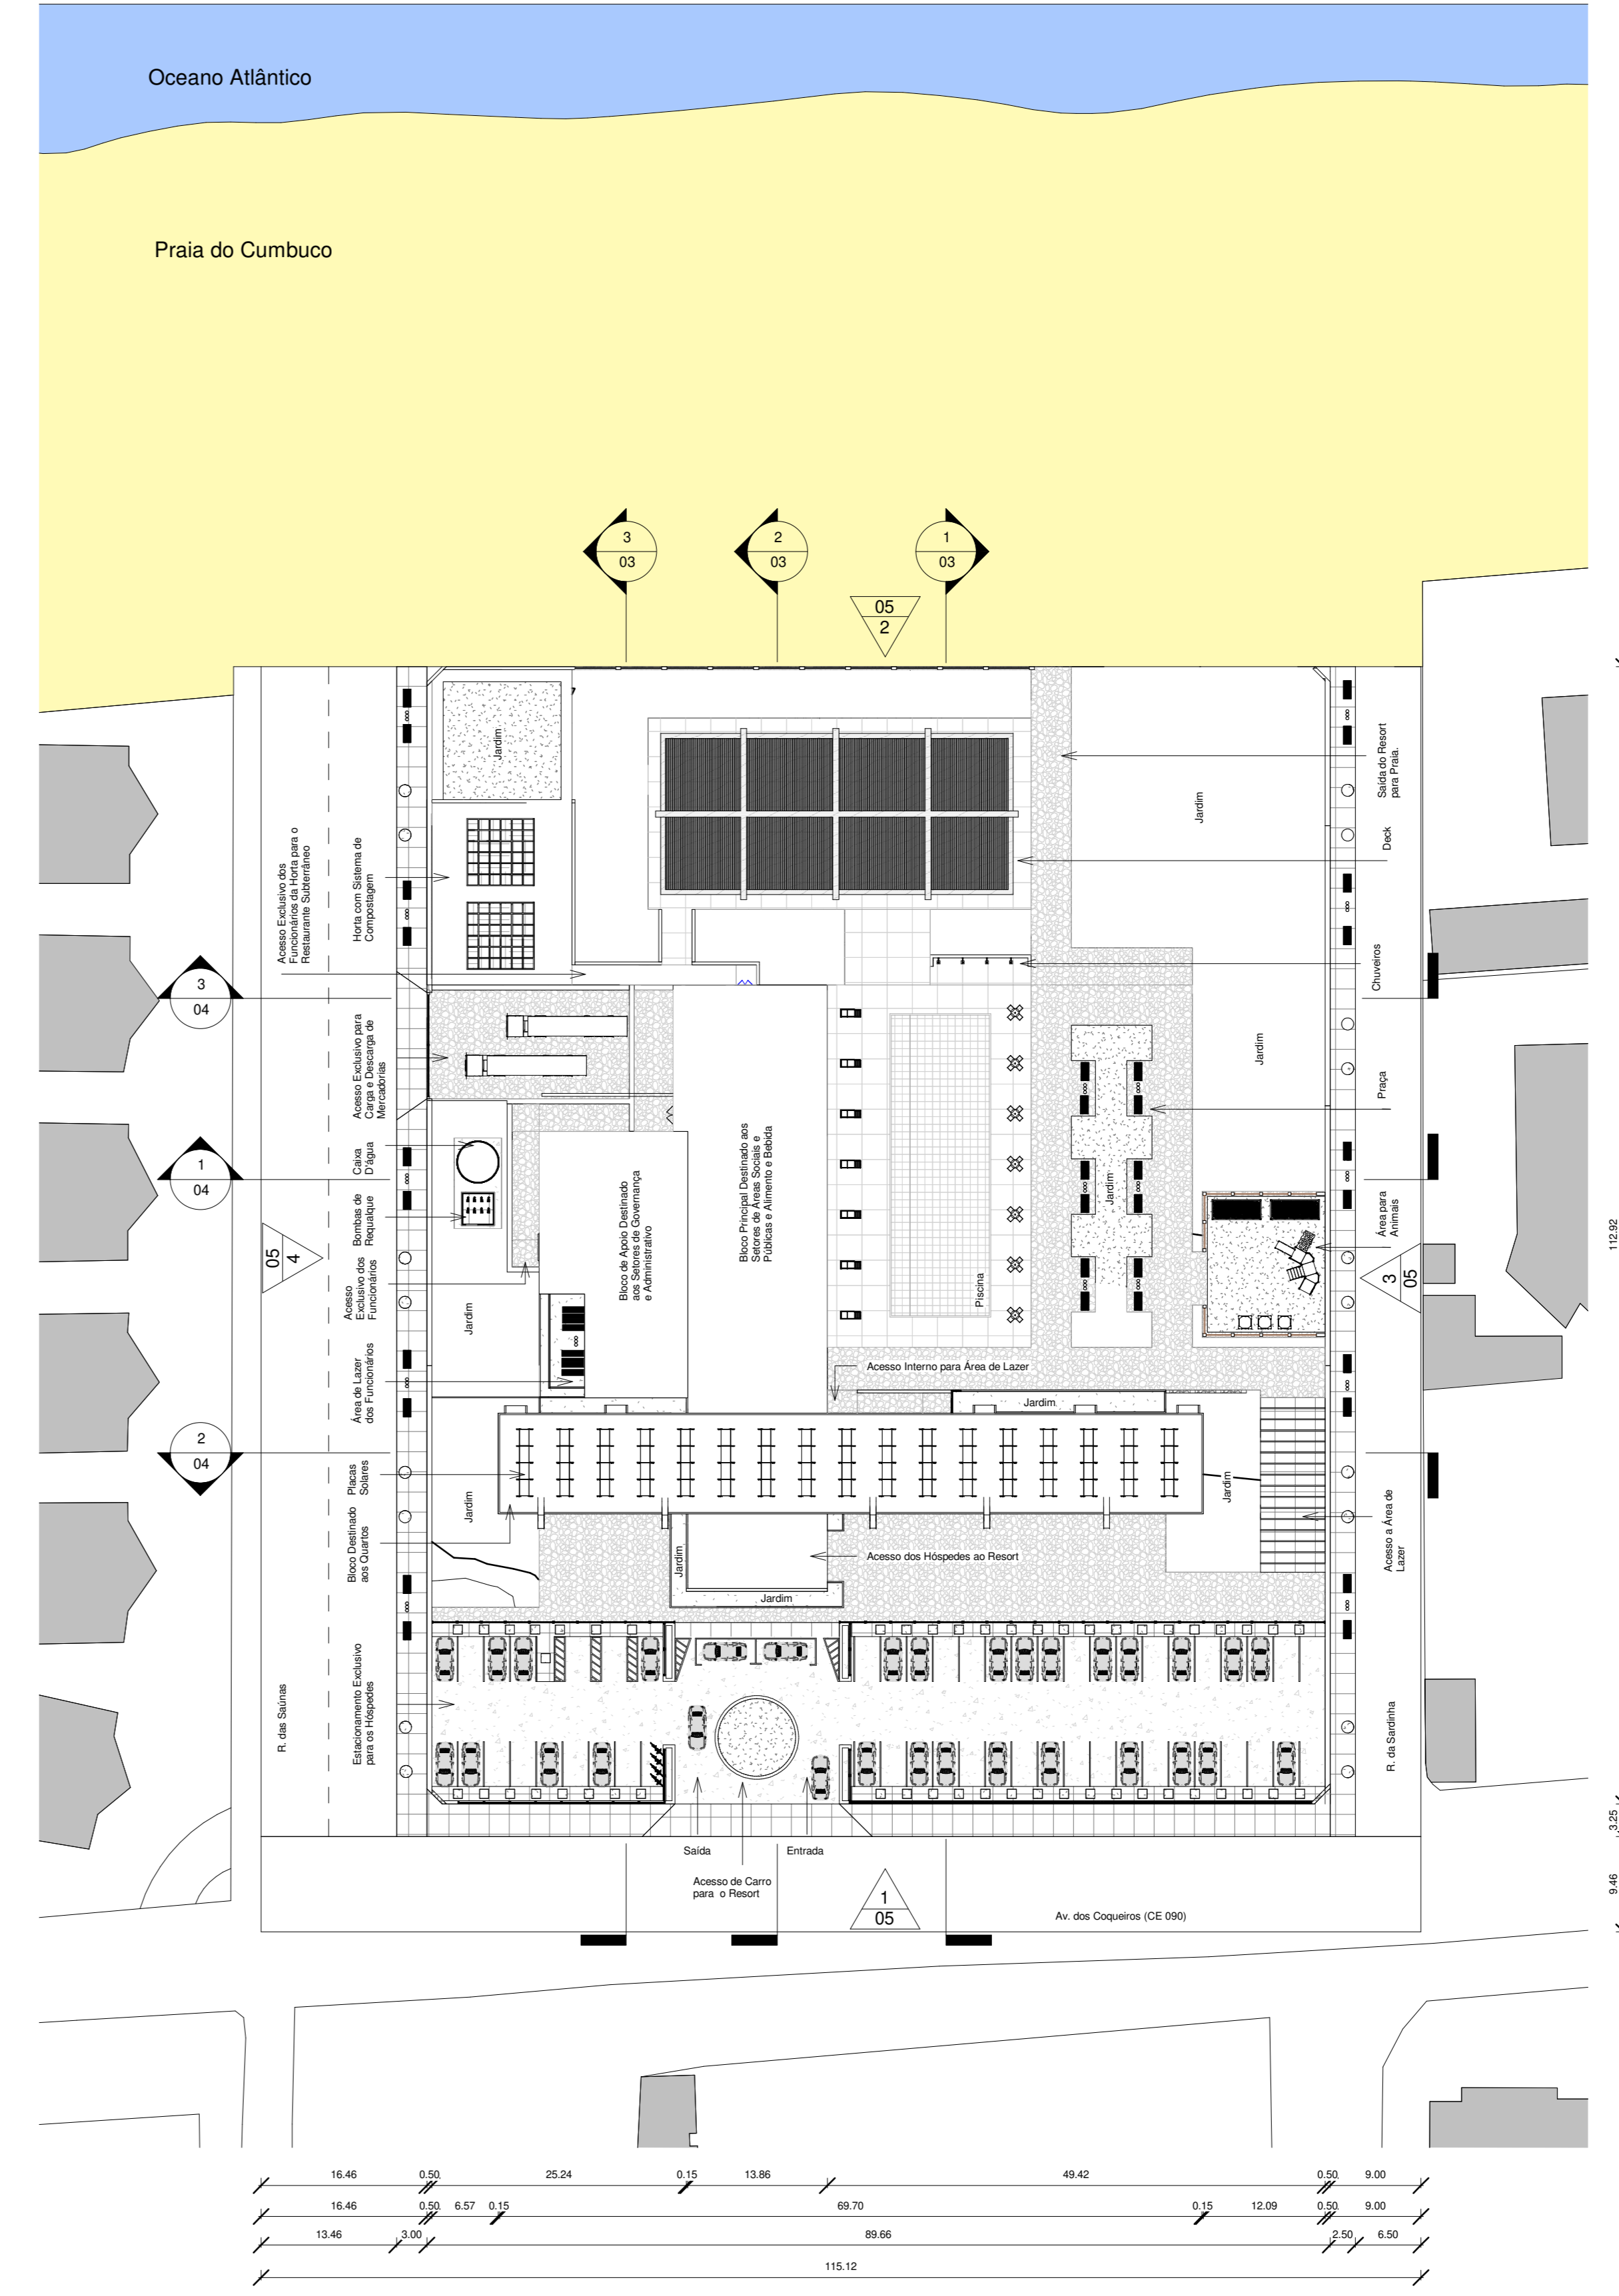 Oceano Atlântico
Praia do Cumbuco
3
03
2
03
1
03
05
2
Jardim
Acesso Exclusivo dos
Funcionários da Horta para o
Restaurante Subterrâneo
Horta com Sistema de
Compostagem
Saída do Resort
para Praia.
Jardim
Deck
Chuveiros
3
04
Acesso Exclusivo para
Carga e Descarga de
Mercadorias
Jardim
Praça
1
04
Caixa
D'água
Bombas de
Requalque
Bloco de Apoio Destinado
aos Setores de Governança
e Administrativo
Bloco Principal Destinado aos
Setores de Áreas Sociais e
Públicas e Alimento e Bebida
Piscina
Jardim
Área para
Animais
05
4
3
05
Acesso
Exclusivo dos
Funcionários
Jardim
Área de Lazer
dos Funcionários
Acesso Interno para Área de Lazer
Jardim
2
04
Placas
Solares
Jardim
Jardim
Bloco Destinado
aos Quartos
Acesso a Área de
Lazer
Jardim
Acesso dos Hóspedes ao Resort
Jardim
R. das Saúnas
Estacionamento Exclusivo
para os Hóspedes
R. da Sardinha
Saída
Entrada
Acesso de Carro
para o Resort
1
05
Av. dos Coqueiros (CE 090)
112.92
3.25
9.46
16.46
0.50
25.24
0.15
13.86
49.42
0.50
9.00
16.46
0.50
6.57
0.15
69.70
0.15
12.09
0.50
9.00
13.46
3.00
89.66
2.50
6.50
115.12